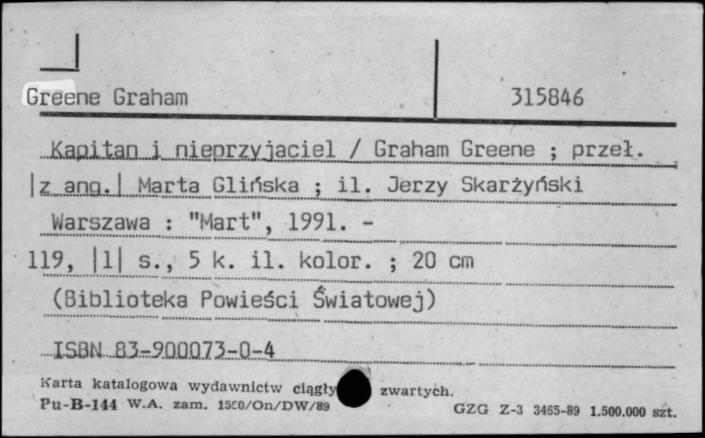 Greene Graham 315846
Kapitan i nieprzyjaciel / Graham Greene ; przeł.
|z ang.| Marta Glińska ; il. Jerzy Skarżyński
Warszawa : "Mart", 1991. -
119, |1| s., 5 k. il. kolor. ; 20 cm
(Biblioteka Powieści Światowej)
ISBN 83-900073-0-4
Karta katalogowa wydawnictw ciągły zwartych.
Pu-B-144 W.A. zam. /On/DW/89 GZG Z-3 3465-89 1.500.000 szt.